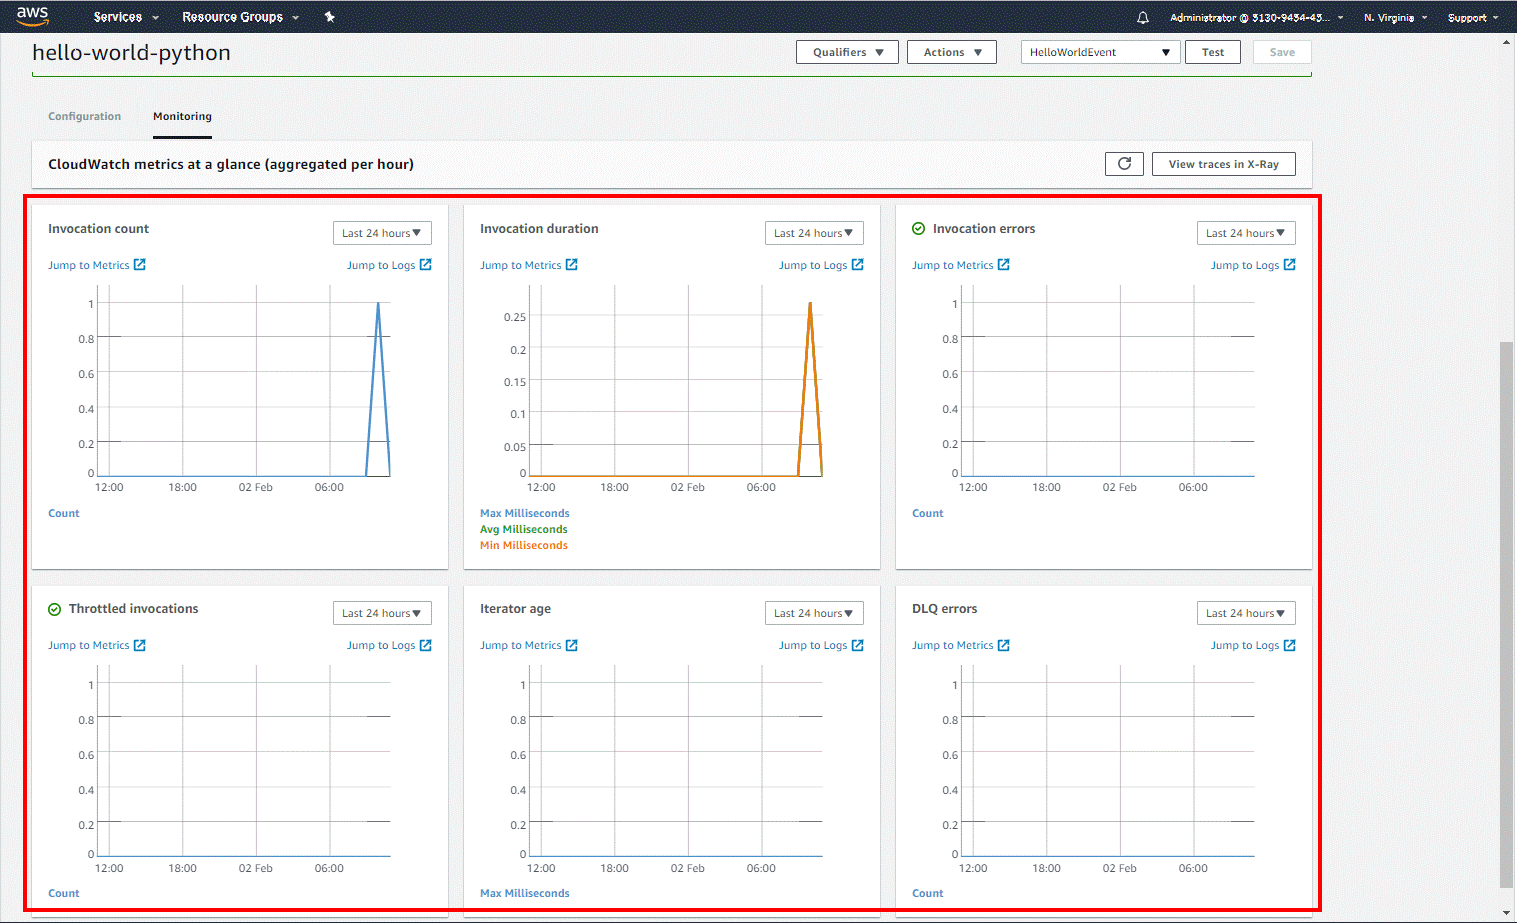 aws Services Resource Groups Administrator @ 3130-9434-43... N. Virginia Support
hello-world-python Qualifiers Actions HelloWorldEvent Test Save
Configuration Monitoring
CloudWatch metrics at a glance (aggregated per hour) View traces in X-Ray
Invocation count Last 24 hours
Jump to Metrics Jump to Logs
1
0.8
0.6
0.4
0.2
0
12:00 18:00 02 Feb 06:00
Count
Invocation duration Last 24 hours
Jump to Metrics Jump to Logs
0.25
0.2
0.15
0.1
0.05
0
12:00 18:00 02 Feb 06:00
Max Milliseconds
Avg Milliseconds
Min Milliseconds
Invocation errors Last 24 hours
Jump to Metrics Jump to Logs
1
0.8
0.6
0.4
0.2
0
12:00 18:00 02 Feb 06:00
Count
Throttled invocations Last 24 hours
Jump to Metrics Jump to Logs
1
0.8
0.6
0.4
0.2
0
12:00 18:00 02 Feb 06:00
Count
Iterator age Last 24 hours
Jump to Metrics Jump to Logs
1
0.8
0.6
0.4
0.2
0
12:00 18:00 02 Feb 06:00
Max Milliseconds
DLQ errors Last 24 hours
Jump to Metrics Jump to Logs
1
0.8
0.6
0.4
0.2
0
12:00 18:00 02 Feb 06:00
Count